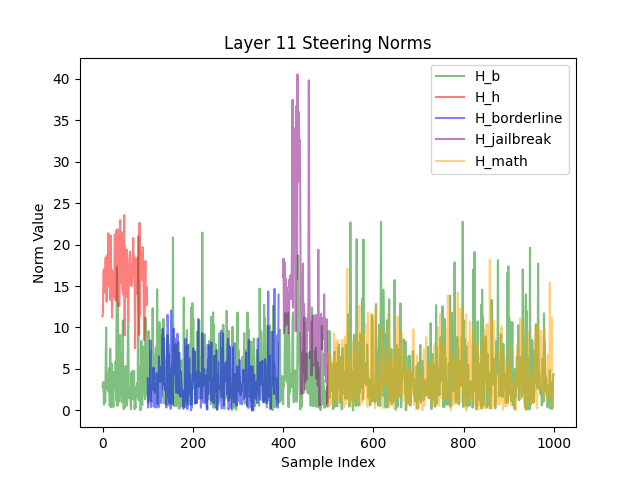 Layer 11 Steering Norms
H_b
H_h
H_borderline
H_jailbreak
H_math
Norm Value
40
35
30
25
20
15
10
5
0
0 200 400 600 800 1000
Sample Index